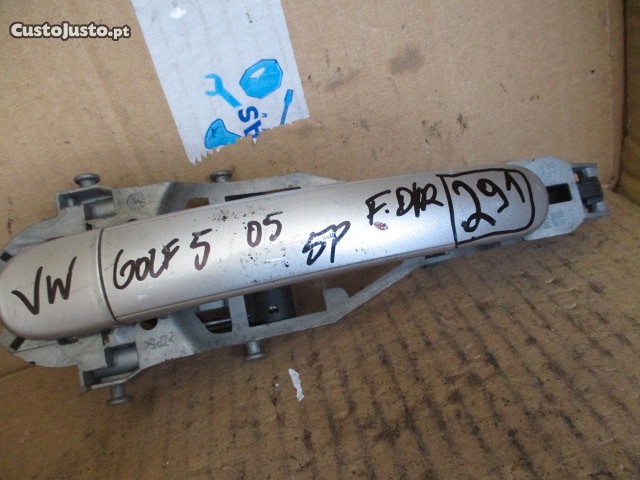 CustoJusto.pt
VW GOLF 5 05 5P F. DIR 291